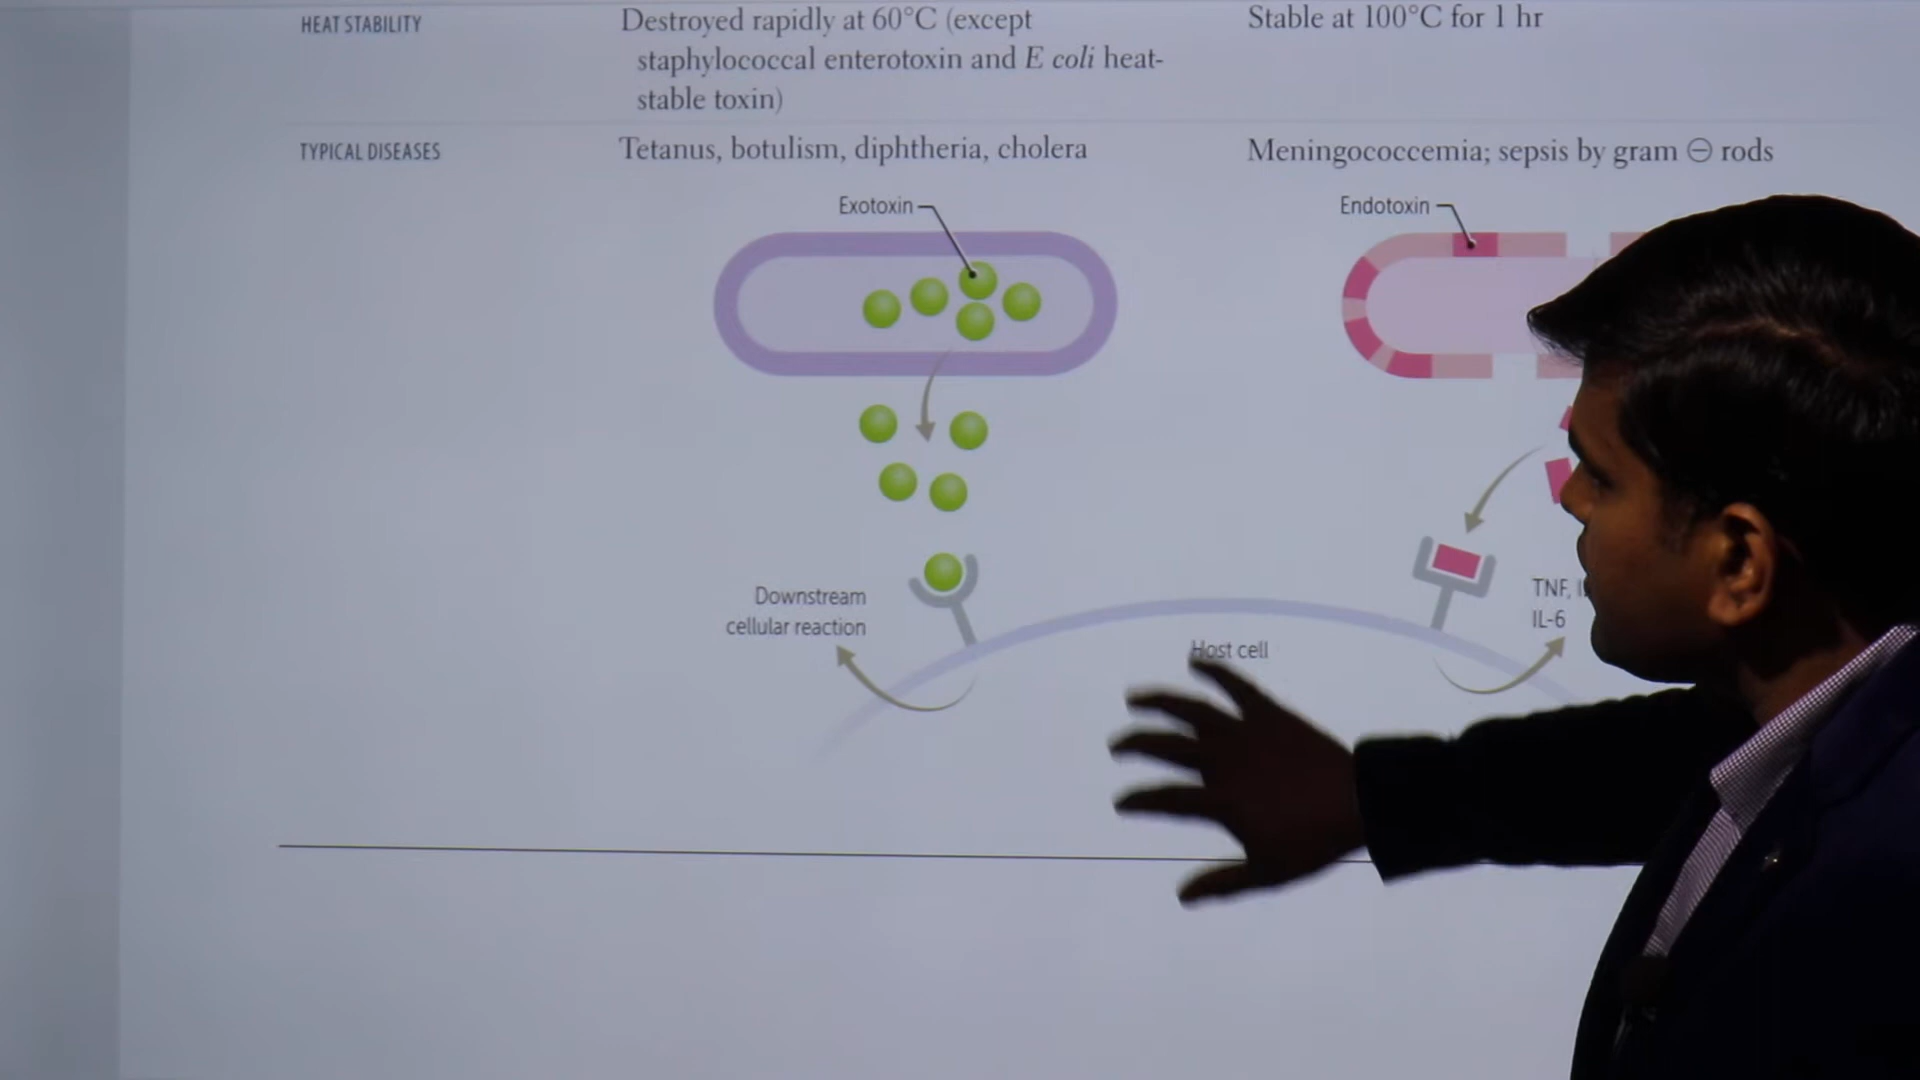 HEAT STABILITY
Destroyed rapidly at 60°C (except
staphylococcal enterotoxin and E coli heat-
stable toxin)
Stable at 100°C for 1 hr
TYPICAL DISEASES
Tetanus, botulism, diphtheria, cholera
Meningococcemia; sepsis by gram ⊖ rods
Exotoxin
Endotoxin
Downstream
cellular reaction
Host cell
TNF,
IL-6